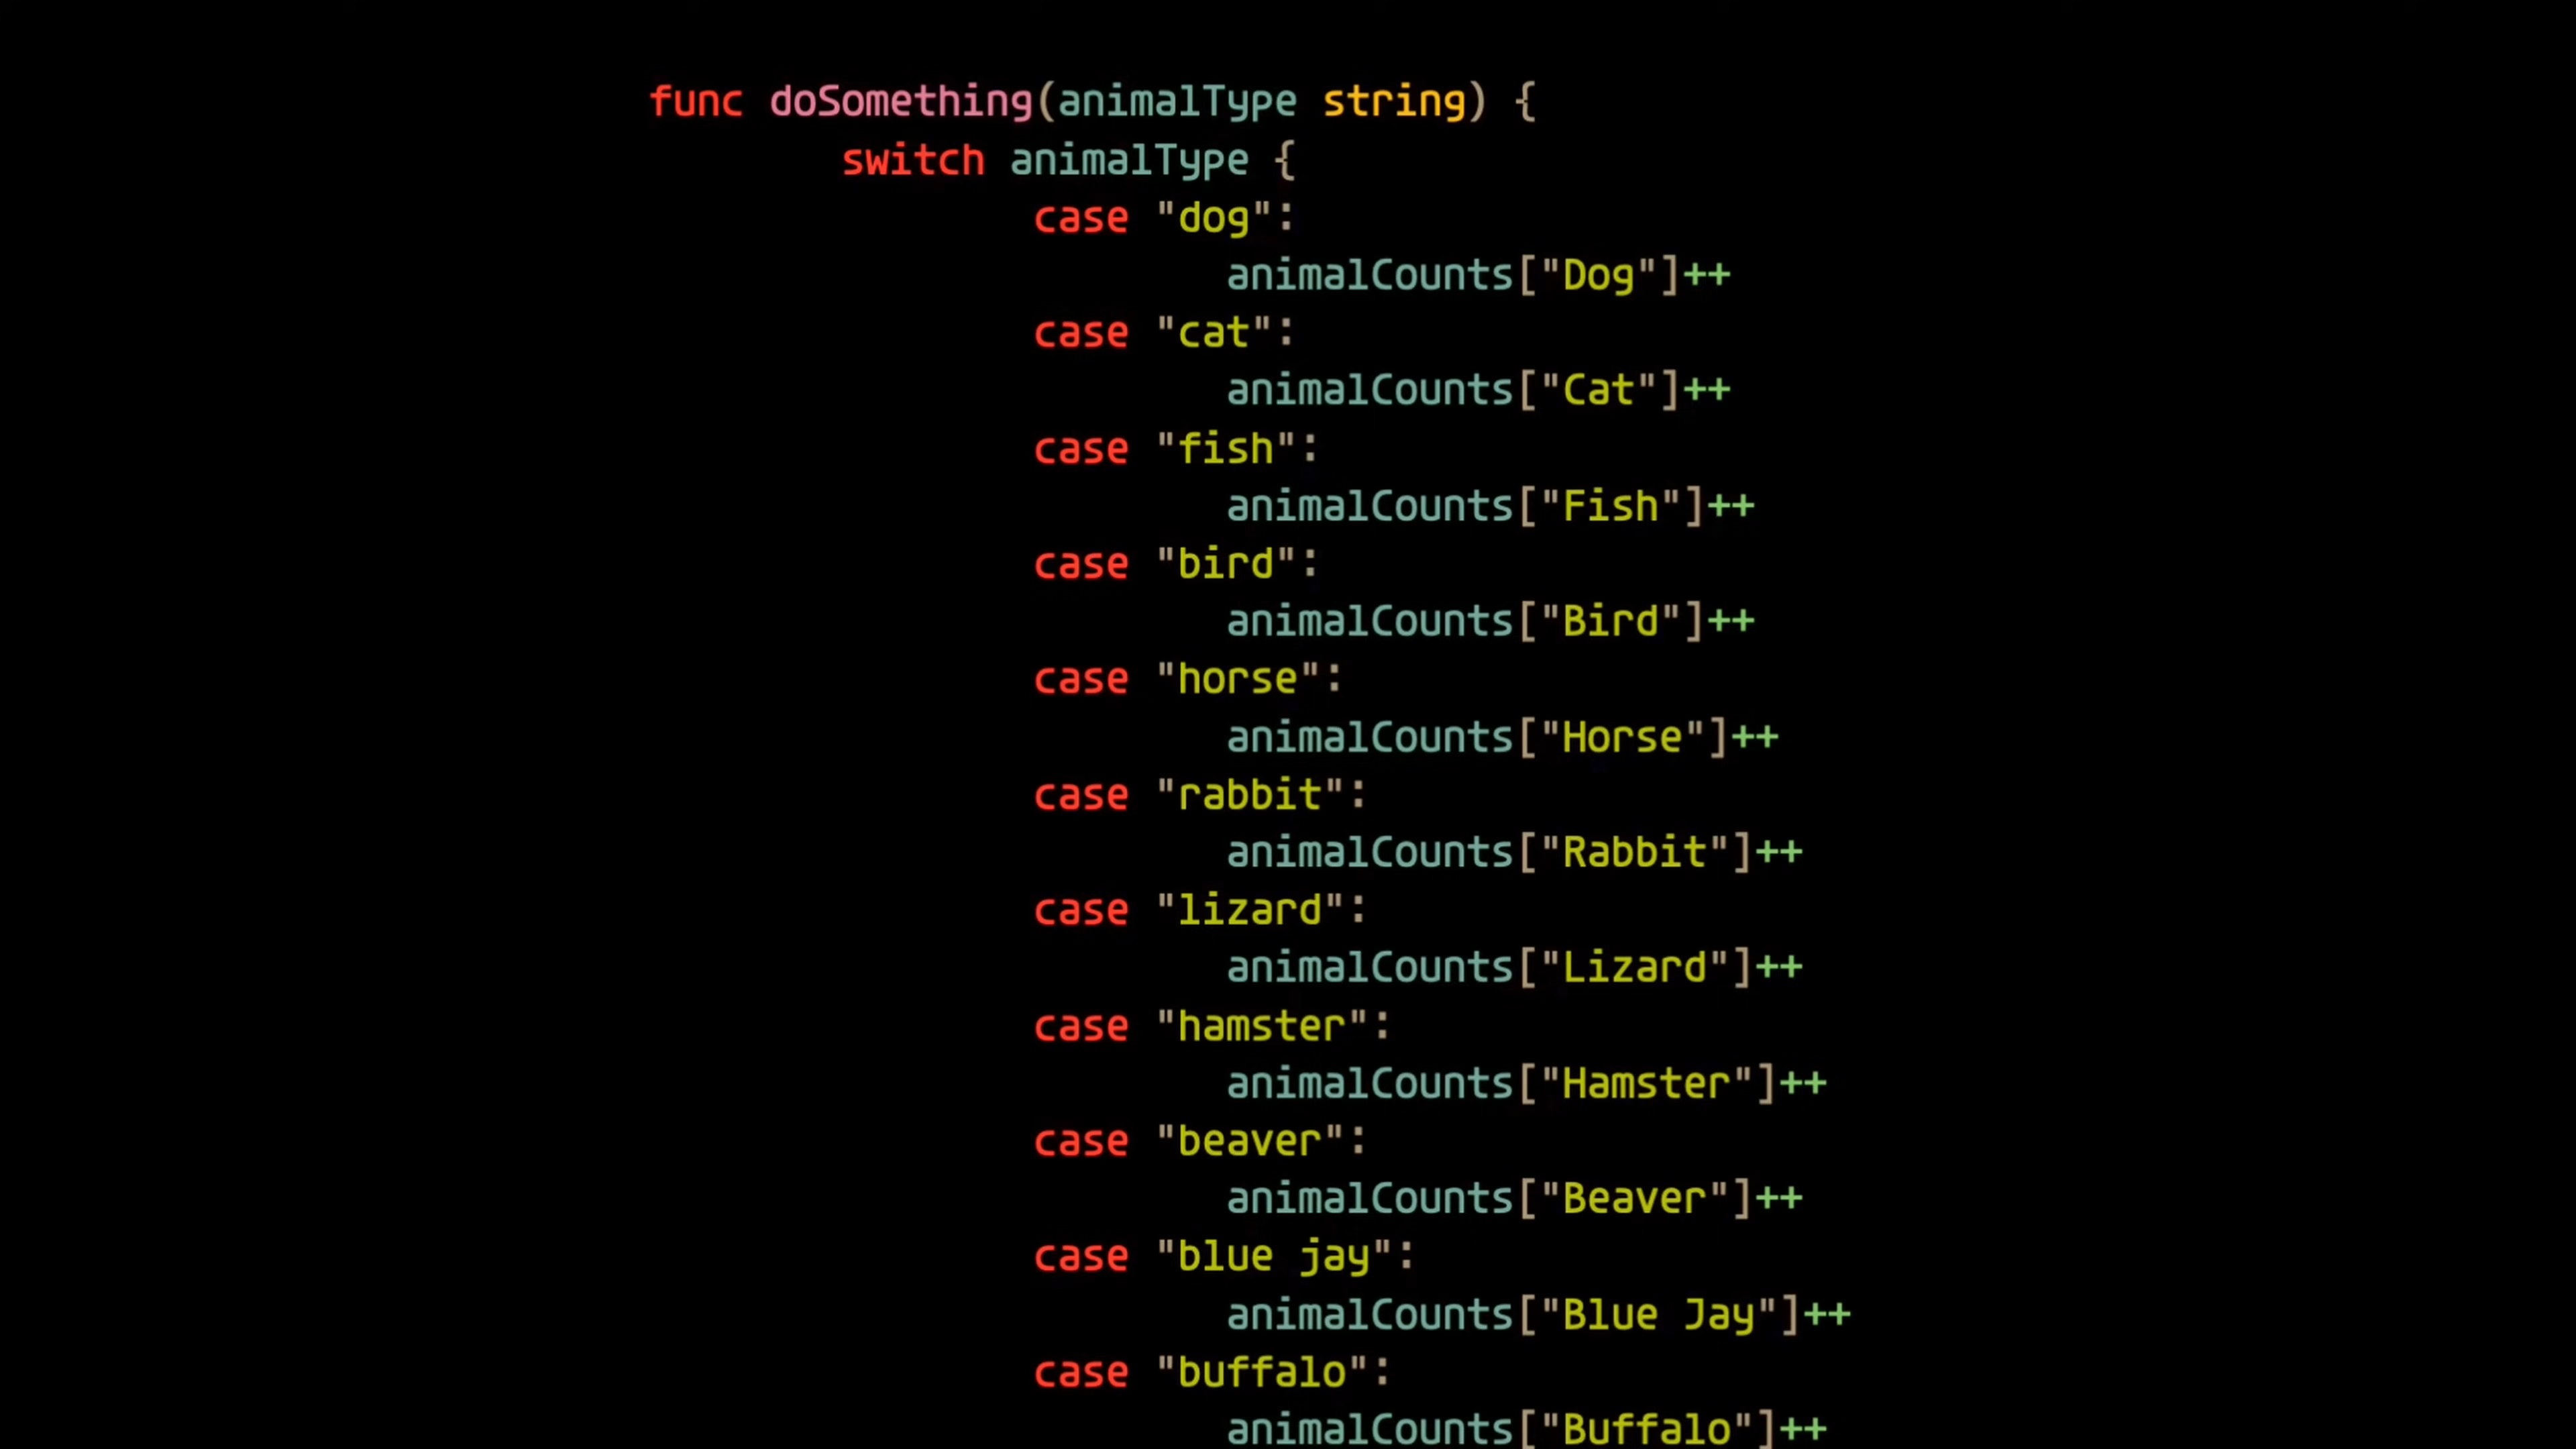 func doSomething(animalType string) {
switch animalType {
case "dog":
animalCounts["Dog"]++
case "cat":
animalCounts["Cat"]++
case "fish":
animalCounts["Fish"]++
case "bird":
animalCounts["Bird"]++
case "horse":
animalCounts["Horse"]++
case "rabbit":
animalCounts["Rabbit"]++
case "lizard":
animalCounts["Lizard"]++
case "hamster":
animalCounts["Hamster"]++
case "beaver":
animalCounts["Beaver"]++
case "blue jay":
animalCounts["Blue Jay"]++
case "buffalo":
animalCounts["Buffalo"]++